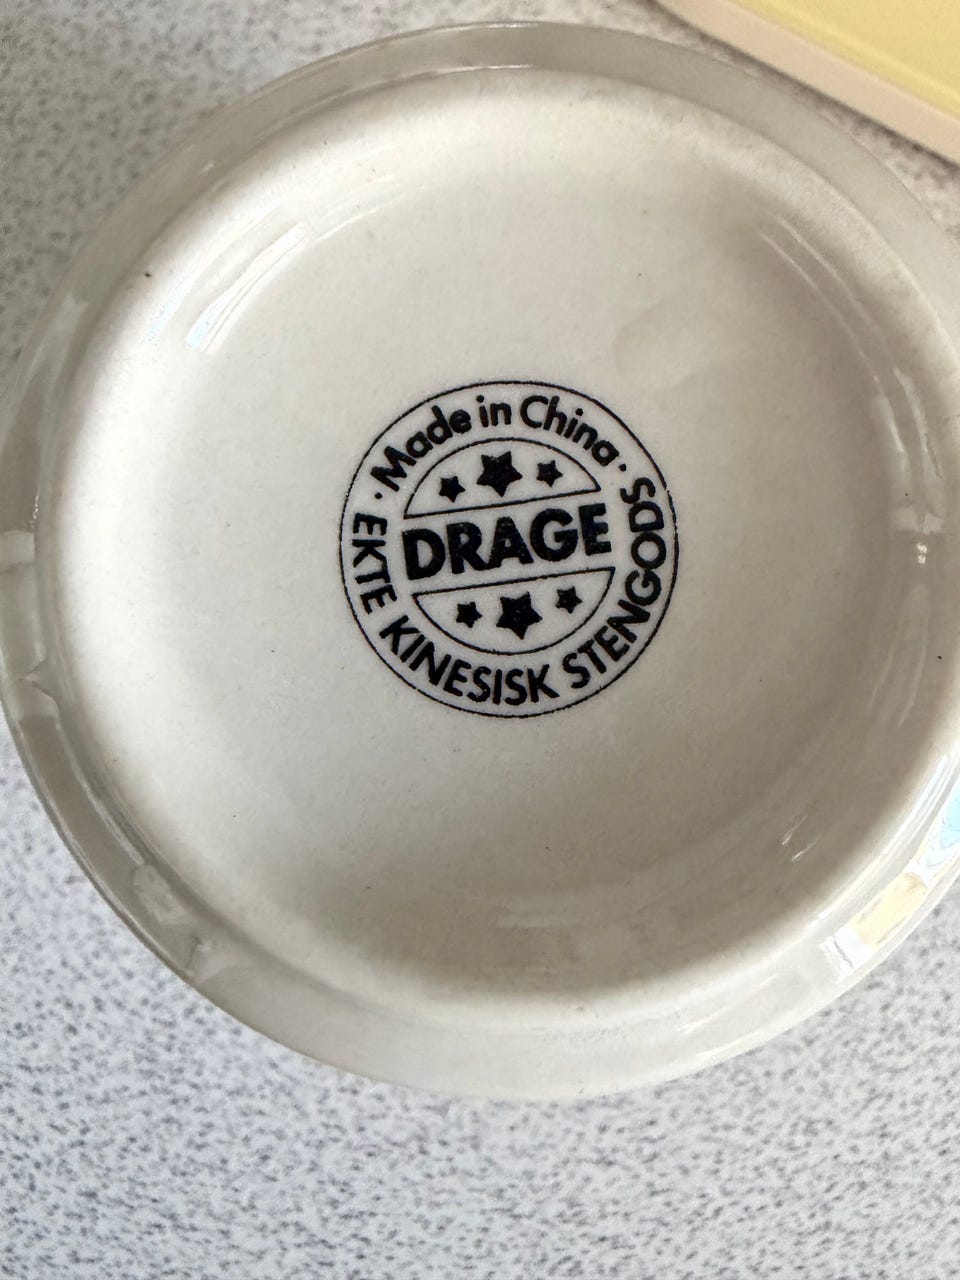 · Made in China ·
DRAGE
EKTE KINESISK STENGODS